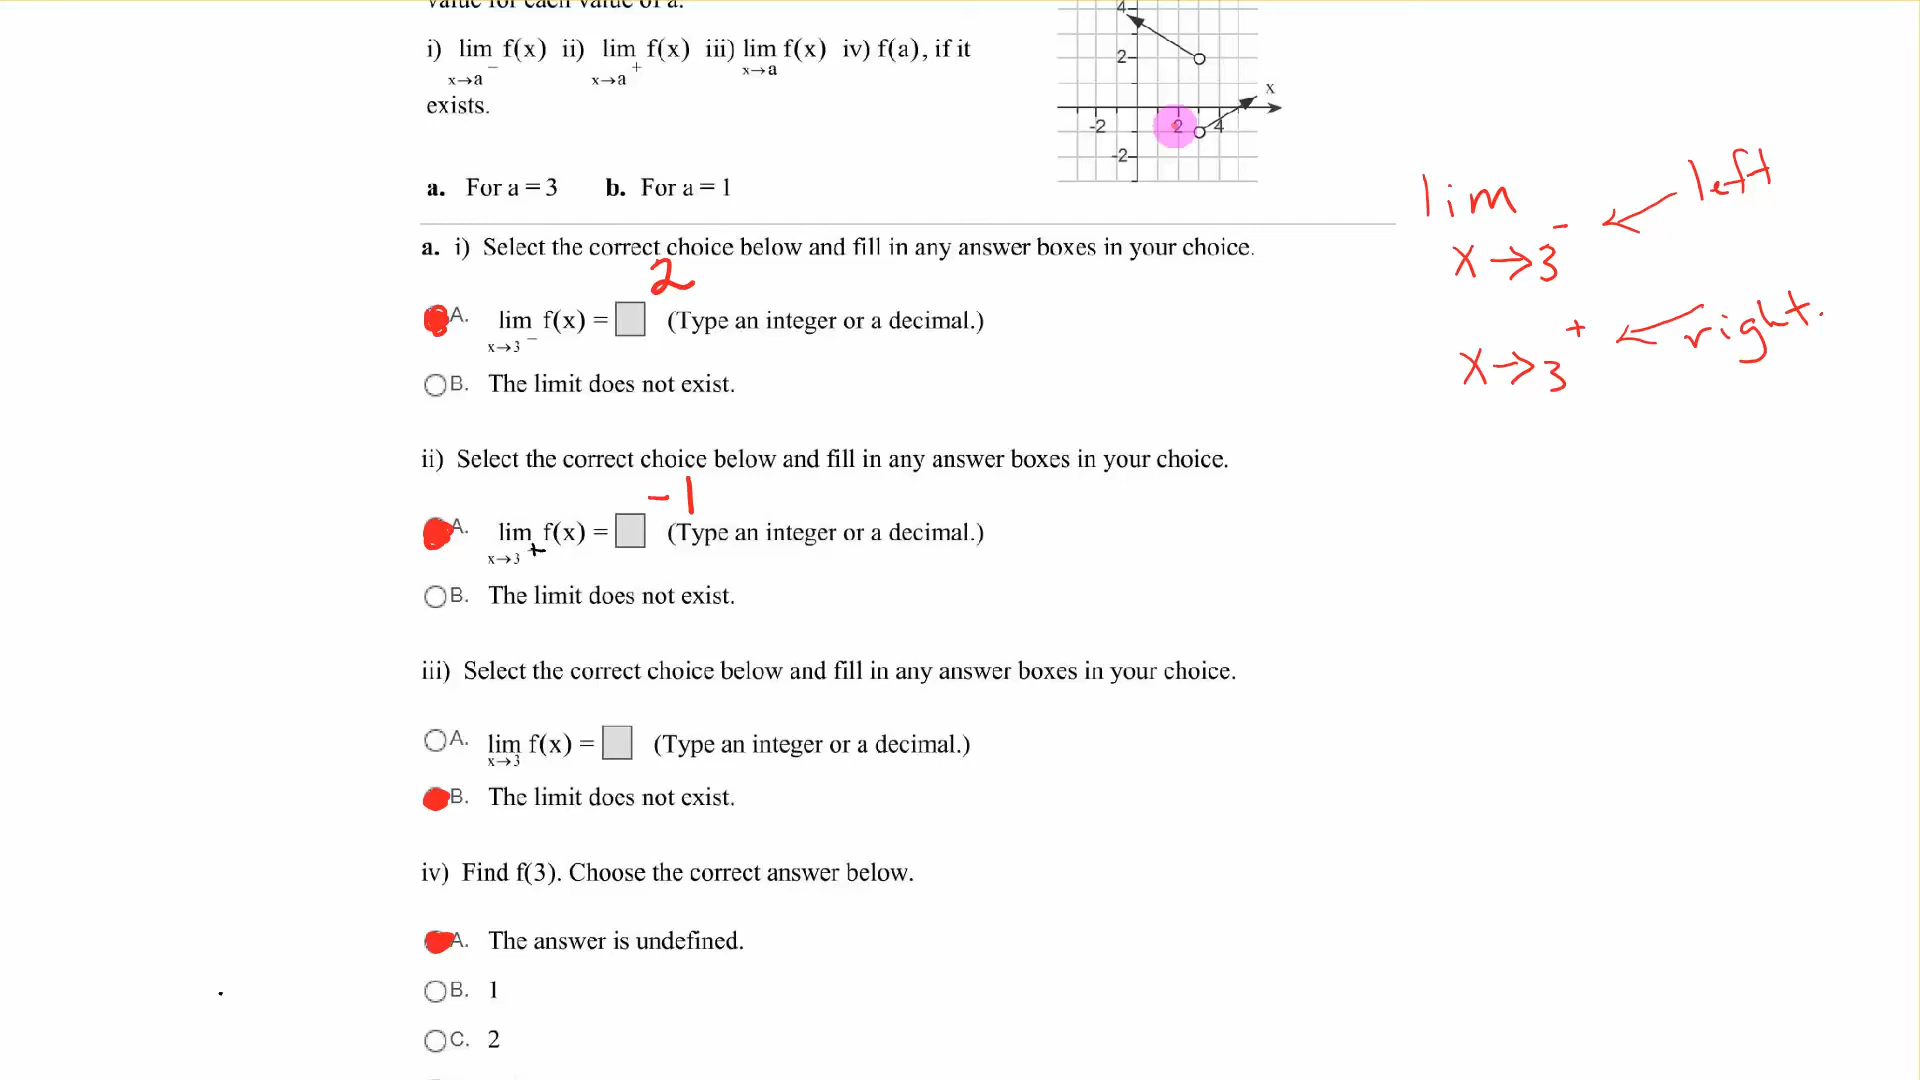 value for each value of a.
i) lim x→a⁻ f(x) ii) lim x→a⁺ f(x) iii) lim x→a f(x) iv) f(a), if it
exists.
4
2
x
-2 2 4
-2
a. For a = 3 b. For a = 1
a. i) Select the correct choice below and fill in any answer boxes in your choice.
2
A. lim x→3⁻ f(x) = (Type an integer or a decimal.)
B. The limit does not exist.
ii) Select the correct choice below and fill in any answer boxes in your choice.
-1
A. lim x→3⁺ f(x) = (Type an integer or a decimal.)
B. The limit does not exist.
iii) Select the correct choice below and fill in any answer boxes in your choice.
A. lim x→3 f(x) = (Type an integer or a decimal.)
B. The limit does not exist.
iv) Find f(3). Choose the correct answer below.
A. The answer is undefined.
B. 1
C. 2
lim
x→3⁻ ← left
x→3⁺ ← right.